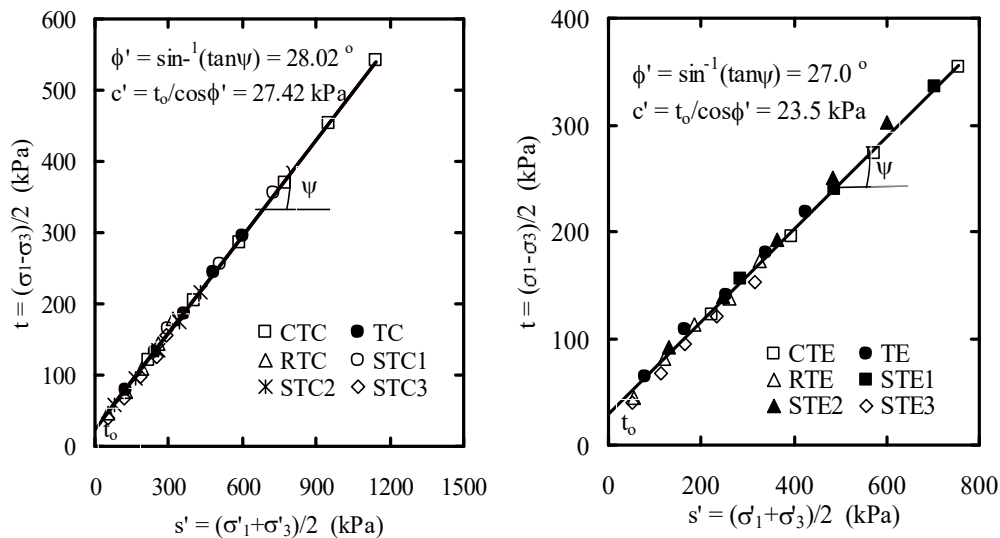 600
500
400
300
200
100
0
t = (σ1-σ3)/2 (kPa)
ϕ' = sin-¹(tanψ) = 28.02 °
c' = to/cosϕ' = 27.42 kPa
ψ
□ CTC ● TC
△ RTC ○ STC1
✳ STC2 ◇ STC3
to
0 300 600 900 1200 1500
s' = (σ'1+σ'3)/2 (kPa)
400
300
200
100
0
t = (σ1-σ3)/2 (kPa)
ϕ' = sin⁻¹(tanψ) = 27.0 °
c' = to/cosϕ' = 23.5 kPa
ψ
□ CTE ● TE
△ RTE ■ STE1
▲ STE2 ◇ STE3
to
0 200 400 600 800
s' = (σ'1+σ'3)/2 (kPa)